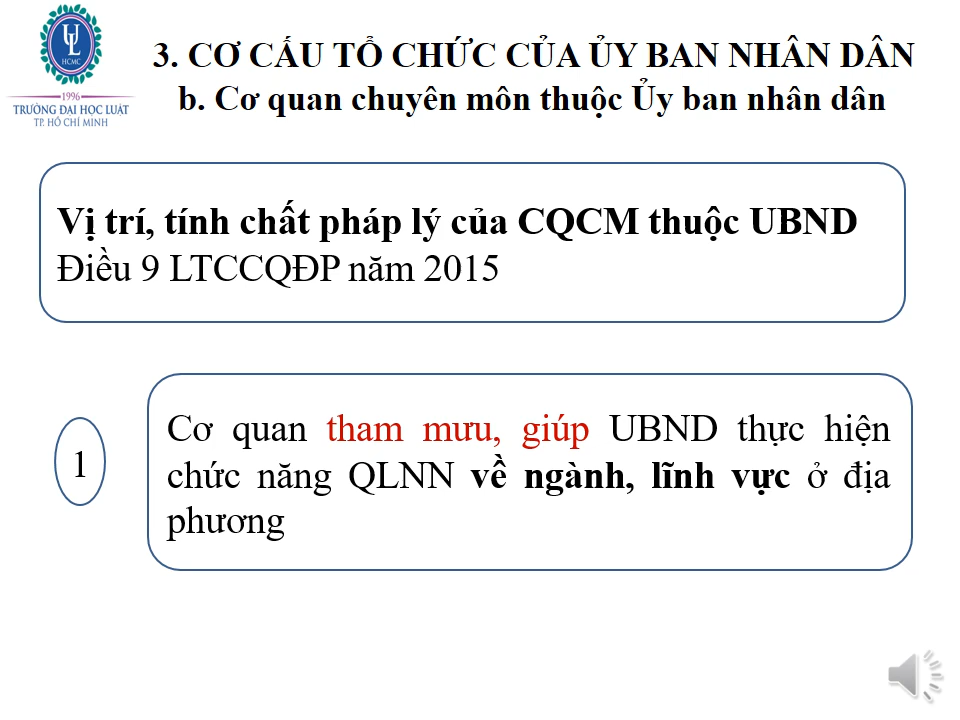 UL
HCMC
1996
TRƯỜNG ĐẠI HỌC LUẬT
TP. HỒ CHÍ MINH
3. CƠ CẤU TỔ CHỨC CỦA ỦY BAN NHÂN DÂN
b. Cơ quan chuyên môn thuộc Ủy ban nhân dân
Vị trí, tính chất pháp lý của CQCM thuộc UBND
Điều 9 LTCCQĐP năm 2015
1
Cơ quan tham mưu, giúp UBND thực hiện
chức năng QLNN về ngành, lĩnh vực ở địa
phương